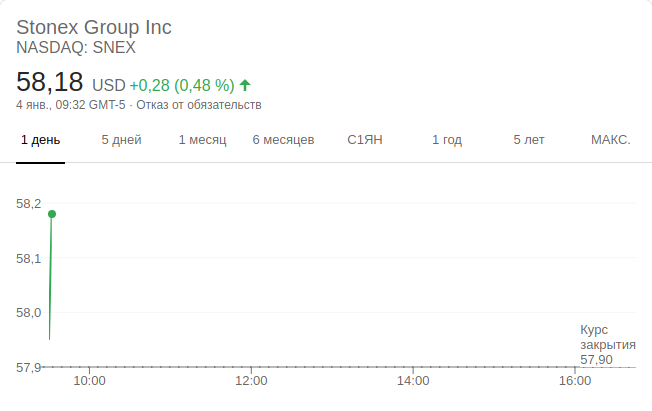 Stonex Group Inc
NASDAQ: SNEX
58,18 USD +0,28 (0,48 %)
4 янв., 09:32 GMT-5 · Отказ от обязательств
1 день 5 дней 1 месяц 6 месяцев С1ЯН 1 год 5 лет МАКС.
58,2
58,1
58,0
Курс
закрытия
57,90
57,9
10:00 12:00 14:00 16:00